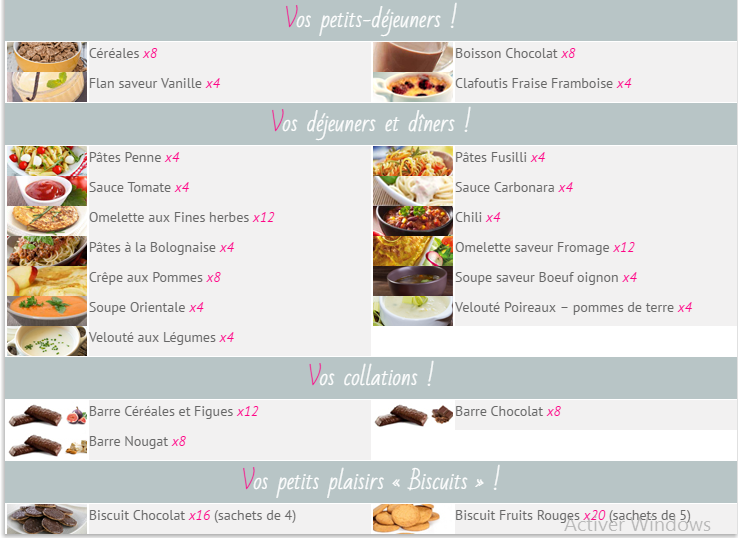 Vos petits-déjeuners !
Céréales x8
Boisson Chocolat x8
Flan saveur Vanille x4
Clafoutis Fraise Framboise x4
Vos déjeuners et dîners !
Pâtes Penne x4
Pâtes Fusilli x4
Sauce Tomate x4
Sauce Carbonara x4
Omelette aux Fines herbes x12
Chili x4
Pâtes à la Bolognaise x4
Omelette saveur Fromage x12
Crêpe aux Pommes x8
Soupe saveur Boeuf oignon x4
Soupe Orientale x4
Velouté Poireaux – pommes de terre x4
Velouté aux Légumes x4
Vos collations !
Barre Céréales et Figues x12
Barre Chocolat x8
Barre Nougat x8
Vos petits plaisirs « Biscuits » !
Biscuit Chocolat x16 (sachets de 4)
Biscuit Fruits Rouges x20 (sachets de 5)
Activer Windows